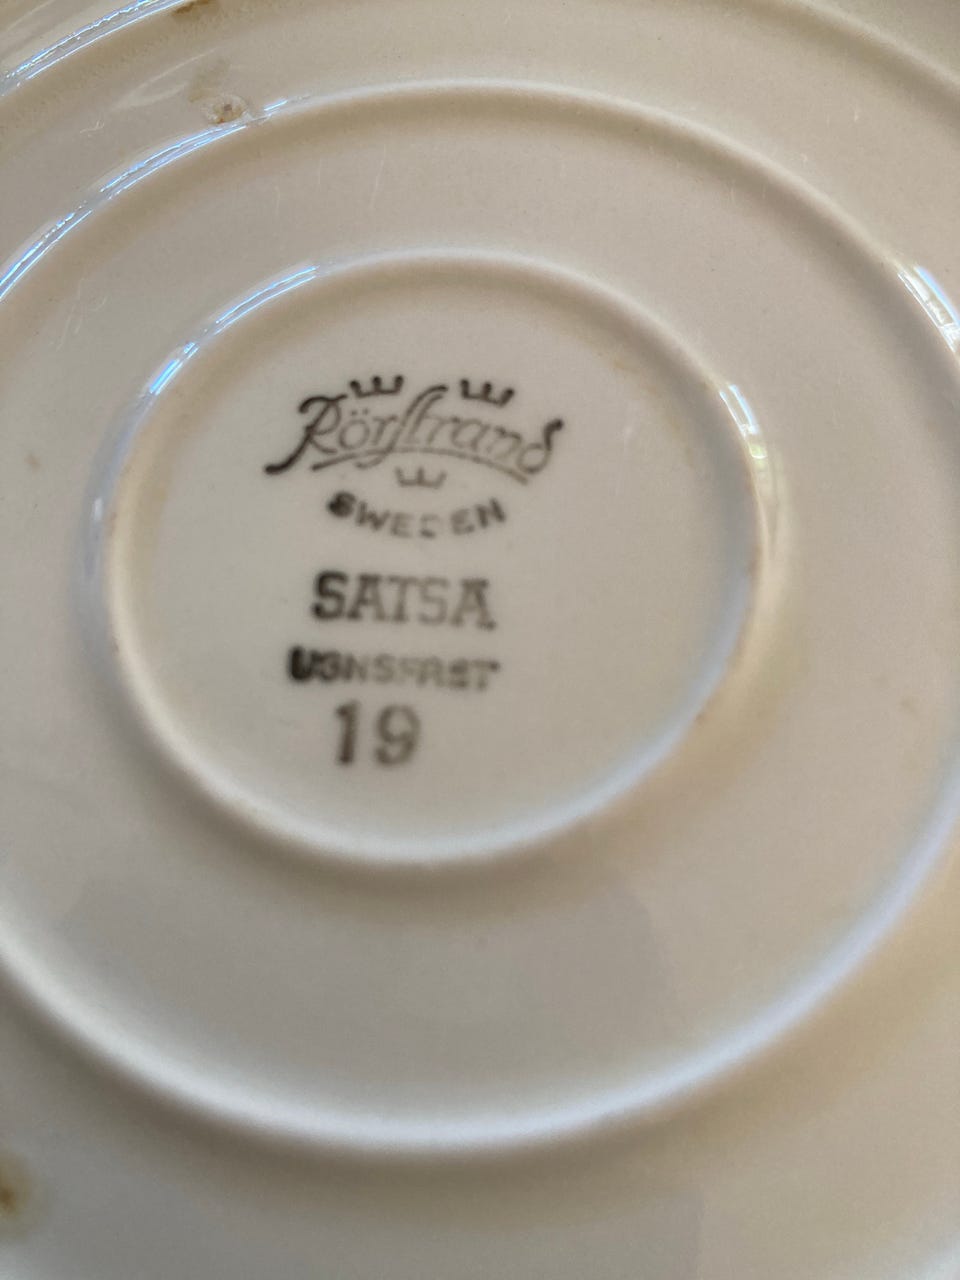 Rörstrand
SWEDEN
SATSA
UGNSFAST
19